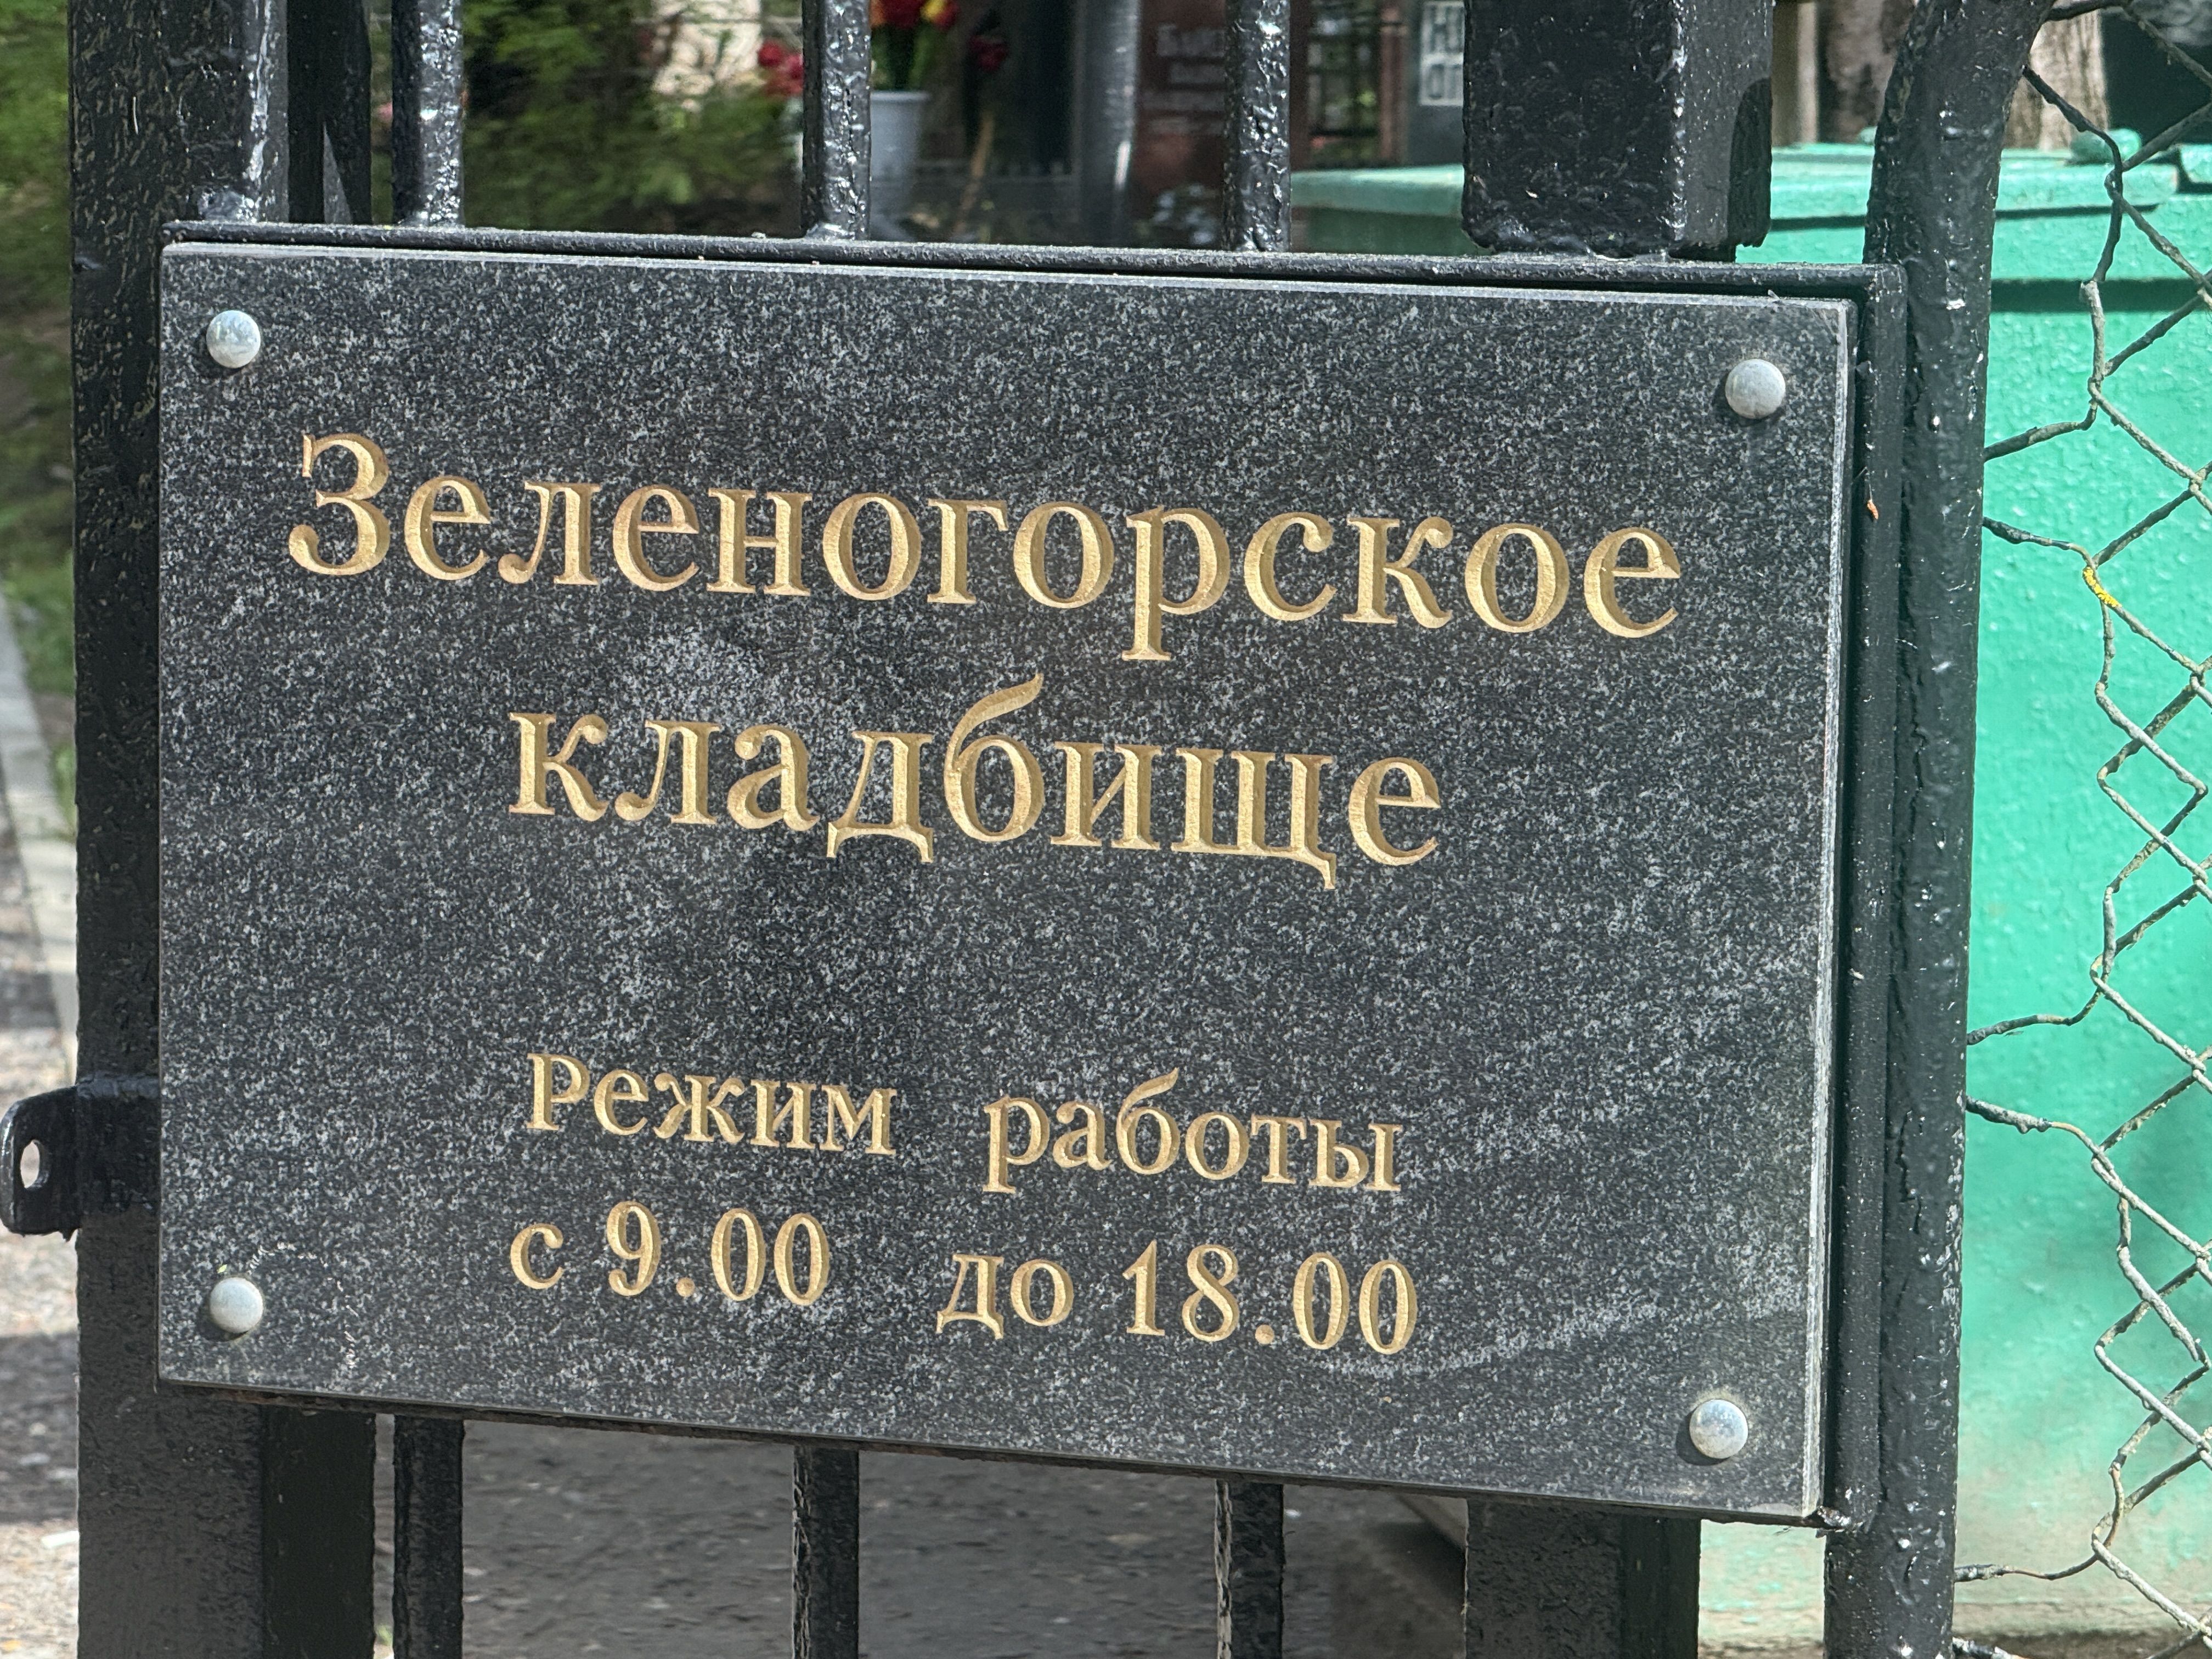 Зеленогорское
кладбище
Режим работы
с 9.00 до 18.00